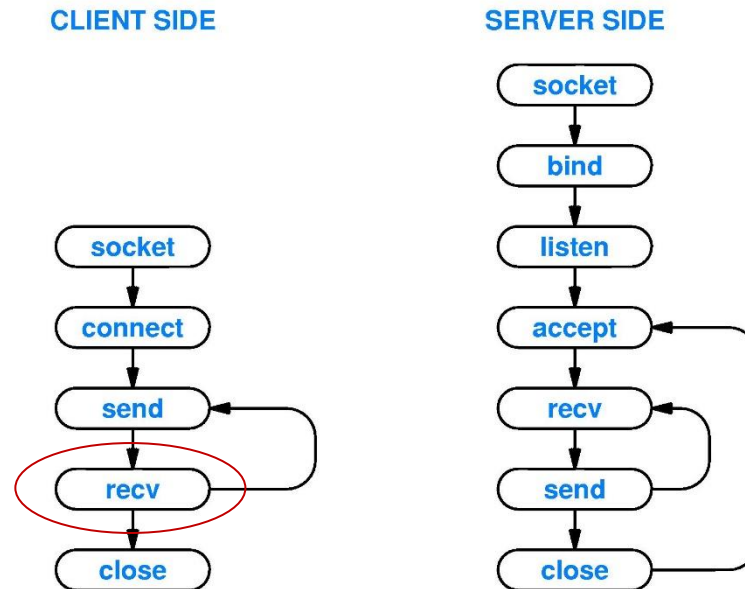 CLIENT SIDE
socket
connect
send
recv
close
SERVER SIDE
socket
bind
listen
accept
recv
send
close